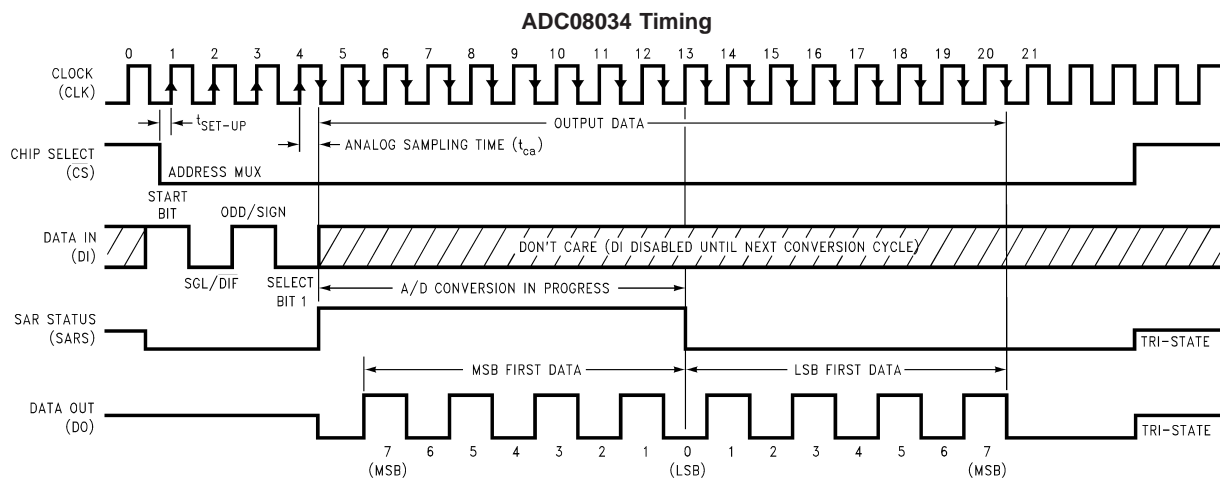 ADC08034 Timing
0 1 2 3 4 5 6 7 8 9 10 11 12 13 14 15 16 17 18 19 20 21
CLOCK
(CLK)
tSET-UP
OUTPUT DATA
ANALOG SAMPLING TIME (tca)
CHIP SELECT
(CS)
ADDRESS MUX
START
BIT
ODD/SIGN
DATA IN
(DI)
DON'T CARE (DI DISABLED UNTIL NEXT CONVERSION CYCLE)
SGL/DIF
SELECT
BIT 1
A/D CONVERSION IN PROGRESS
SAR STATUS
(SARS)
TRI-STATE
MSB FIRST DATA
LSB FIRST DATA
DATA OUT
(DO)
TRI-STATE
7 6 5 4 3 2 1 0 1 2 3 4 5 6 7
(MSB) (LSB) (MSB)